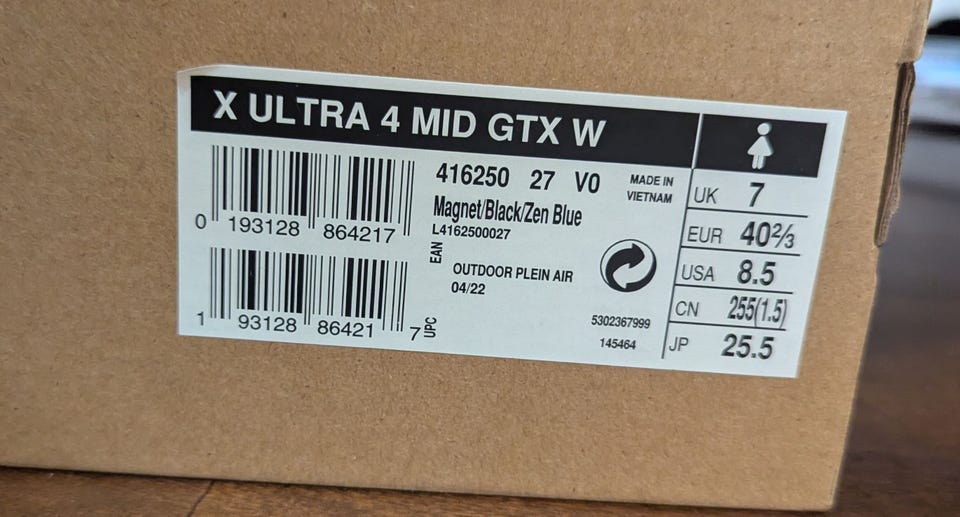 X ULTRA 4 MID GTX W
0 193128 864217
EAN
1 93128 86421 7
UPC
416250 27 V0
MADE IN
VIETNAM
Magnet/Black/Zen Blue
L4162500027
OUTDOOR PLEIN AIR
04/22
5302367999
145464
UK 7
EUR 40⅔
USA 8.5
CN 255(1.5)
JP 25.5